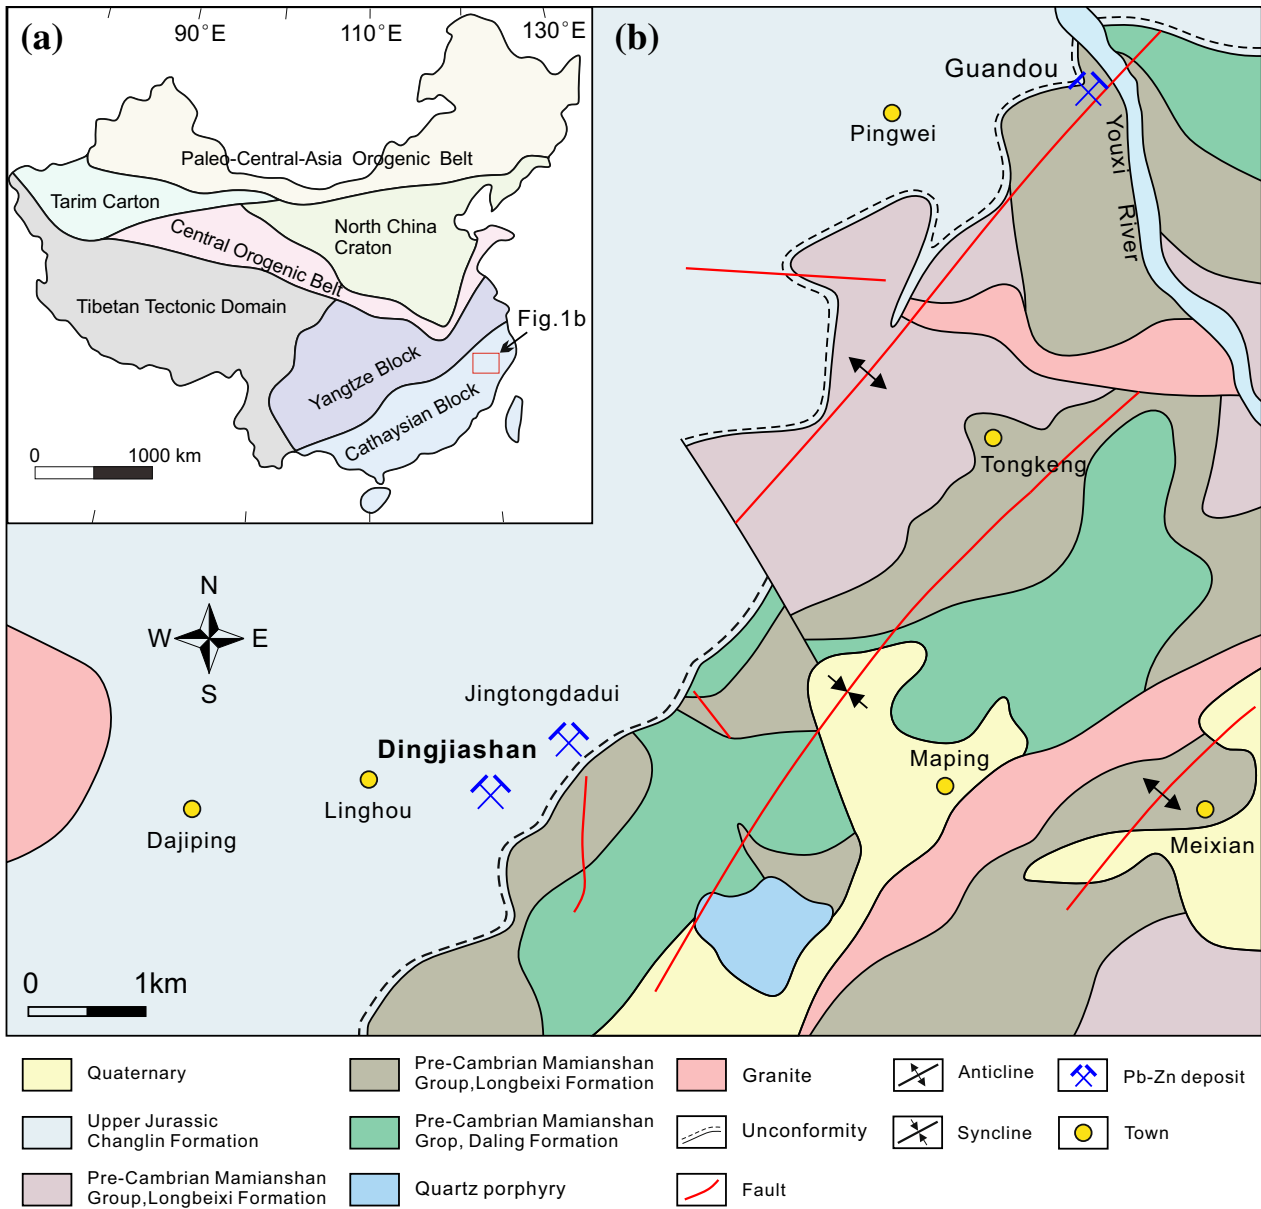 (a)
90°E
110°E
130°E
Paleo-Central-Asia Orogenic Belt
Tarim Carton
North China
Craton
Central Orogenic Belt
Tibetan Tectonic Domain
Fig.1b
Yangtze Block
Cathaysian Block
0
1000 km
(b)
Guandou
Pingwei
Youxi River
Tongkeng
N
W
E
S
Jingtongdadui
Dingjiashan
Linghou
Dajiping
Maping
Meixian
0
1km
Quaternary
Upper Jurassic
Changlin Formation
Pre-Cambrian Mamianshan
Group,Longbeixi Formation
Pre-Cambrian Mamianshan
Group,Longbeixi Formation
Pre-Cambrian Mamianshan
Grop, Daling Formation
Quartz porphyry
Granite
Unconformity
Fault
Anticline
Syncline
Pb-Zn deposit
Town